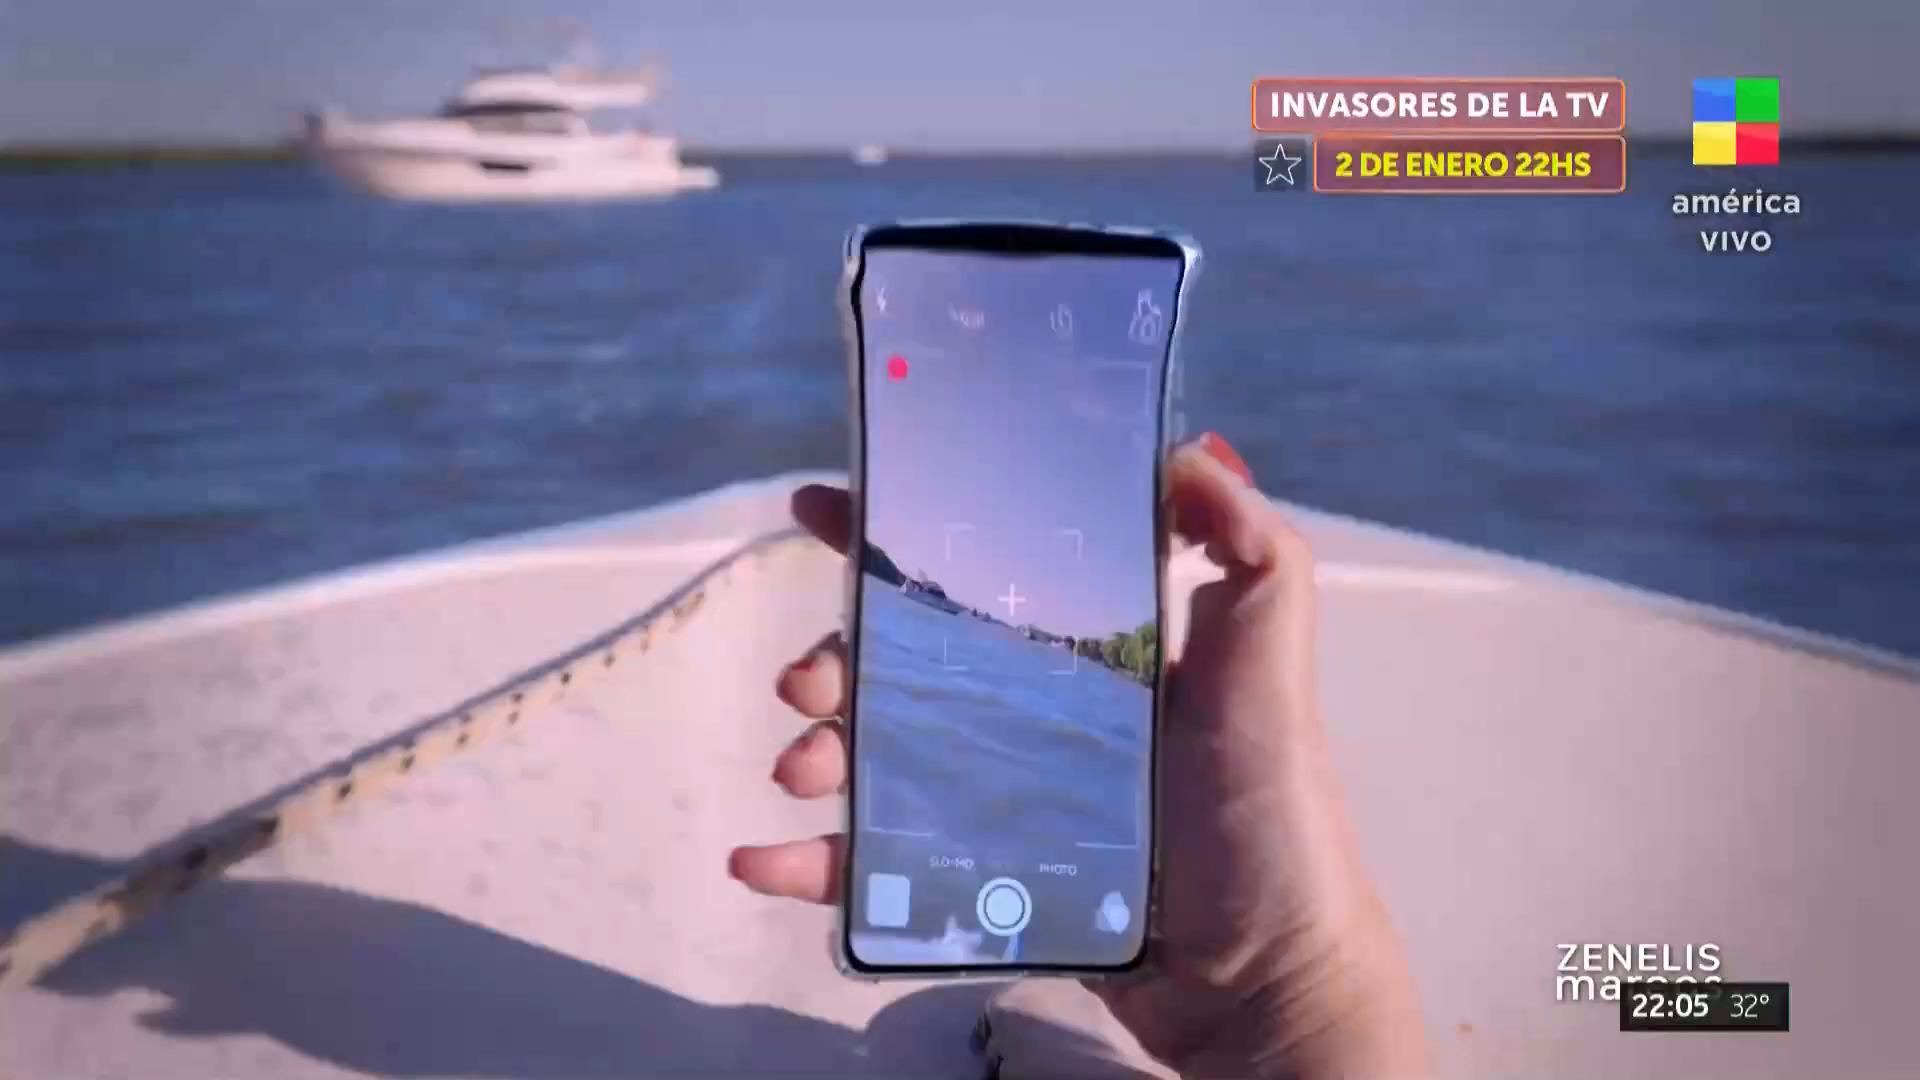 INVASORES DE LA TV
2 DE ENERO 22HS
américa
VIVO
SLO-MO
PHOTO
ZENELIS
22:05 32°